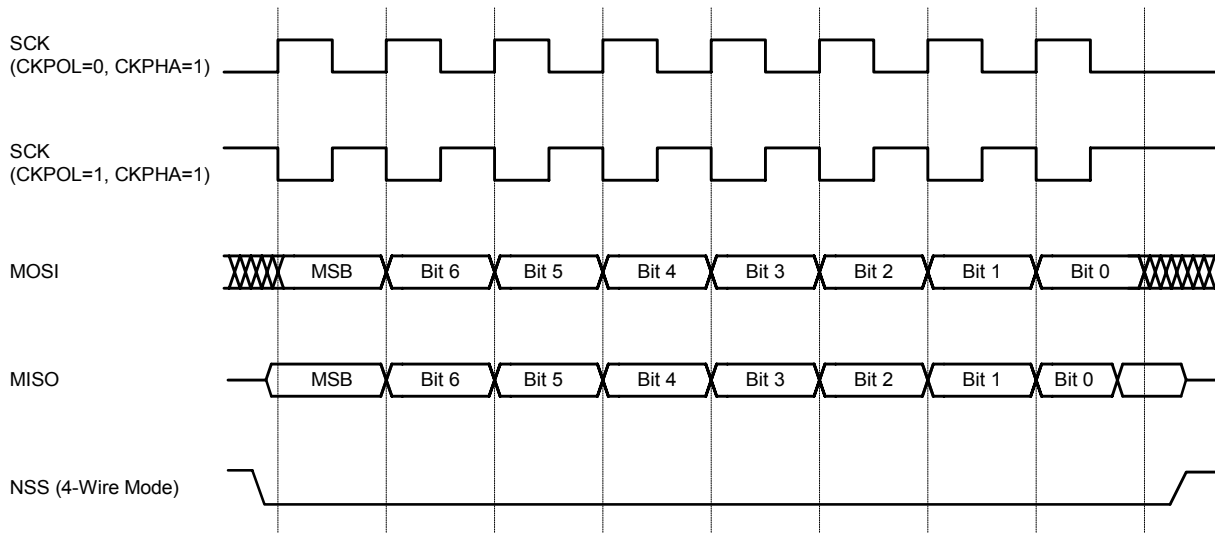 SCK
(CKPOL=0, CKPHA=1)
SCK
(CKPOL=1, CKPHA=1)
MOSI
MSB
Bit 6
Bit 5
Bit 4
Bit 3
Bit 2
Bit 1
Bit 0
MISO
MSB
Bit 6
Bit 5
Bit 4
Bit 3
Bit 2
Bit 1
Bit 0
NSS (4-Wire Mode)